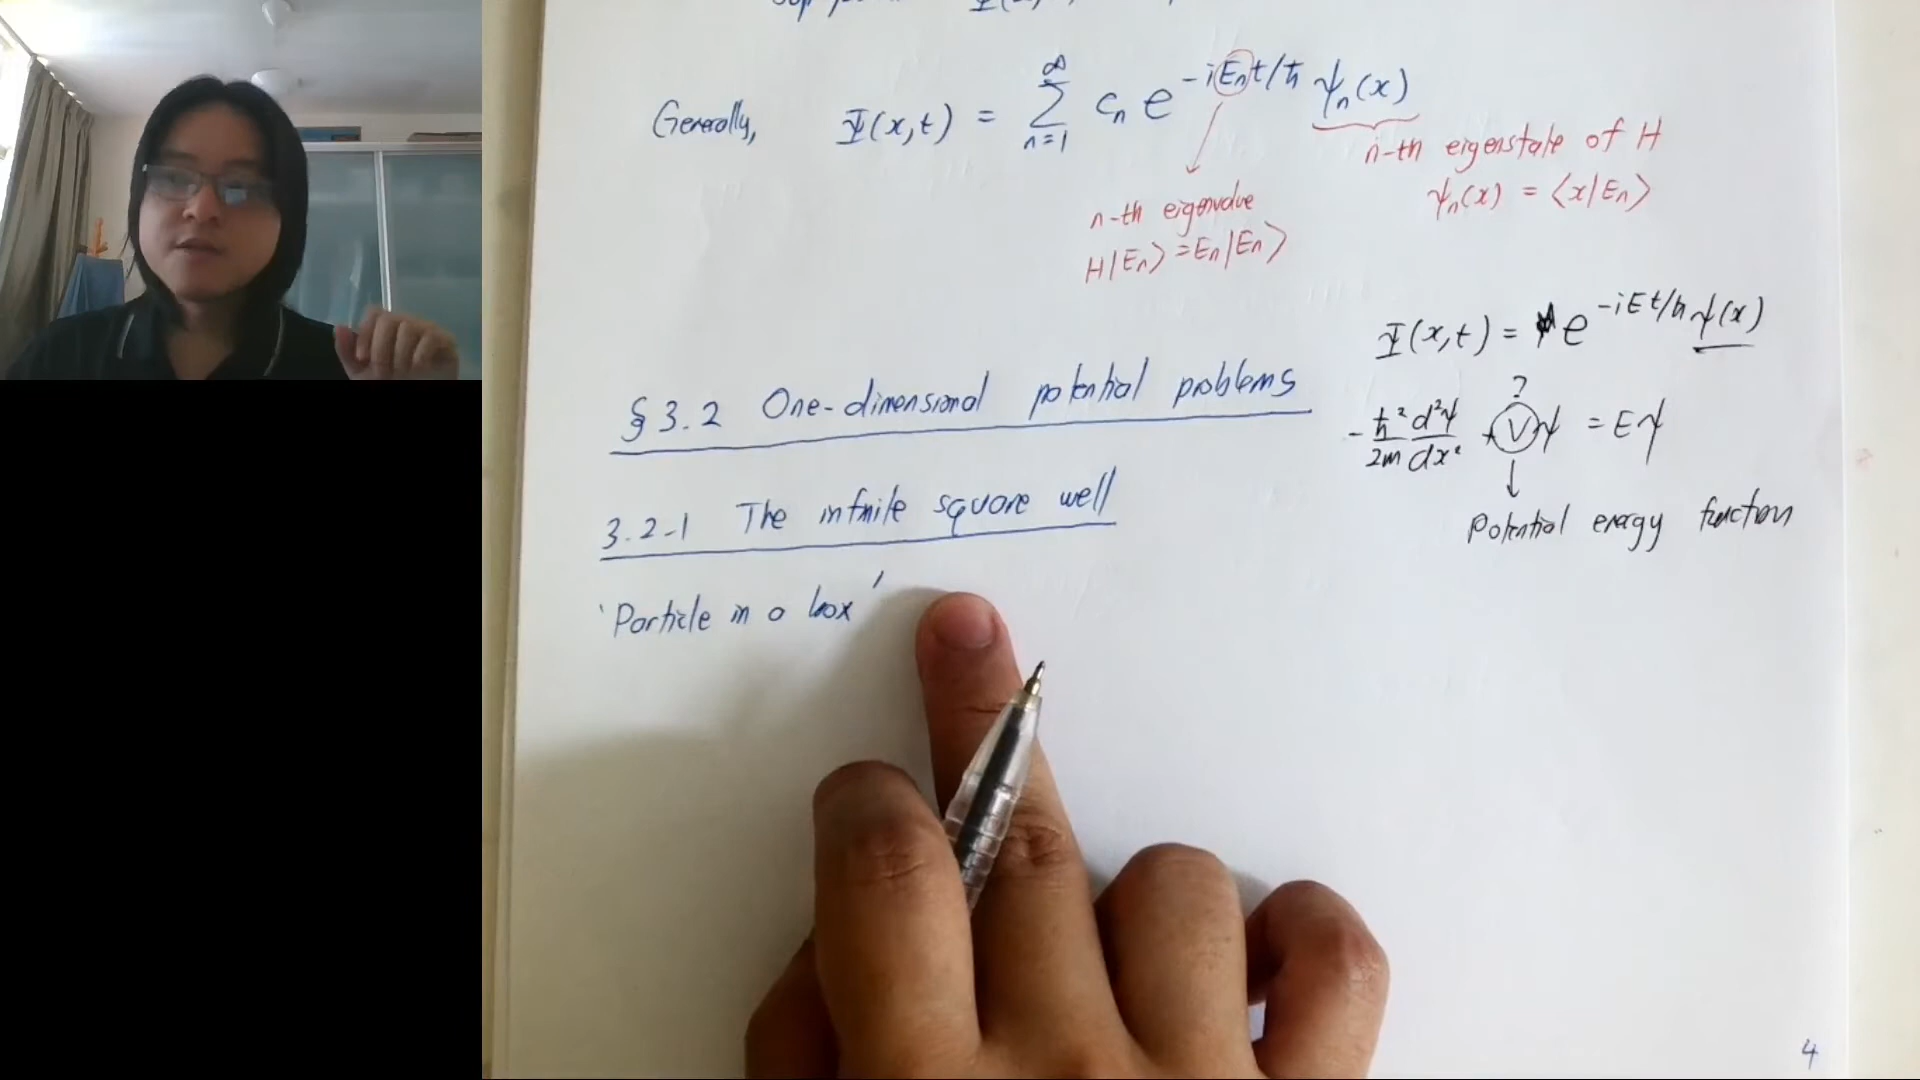 Generally, Ψ(x,t) = ∑_{n=1}^{∞} c_n e^{-iE_n t/ħ} ψ_n(x)
n-th eigenstate of H
ψ_n(x) = ⟨x|E_n⟩
n-th eigenvalue
H|E_n⟩ = E_n|E_n⟩
Ψ(x,t) = e^{-iEt/ħ} ψ(x)
?
-ħ²/2m d²ψ/dx² + Vψ = Eψ
Potential energy function
§3.2 One-dimensional potential problems
3.2.1 The infinite square well
'Particle in a box'
4